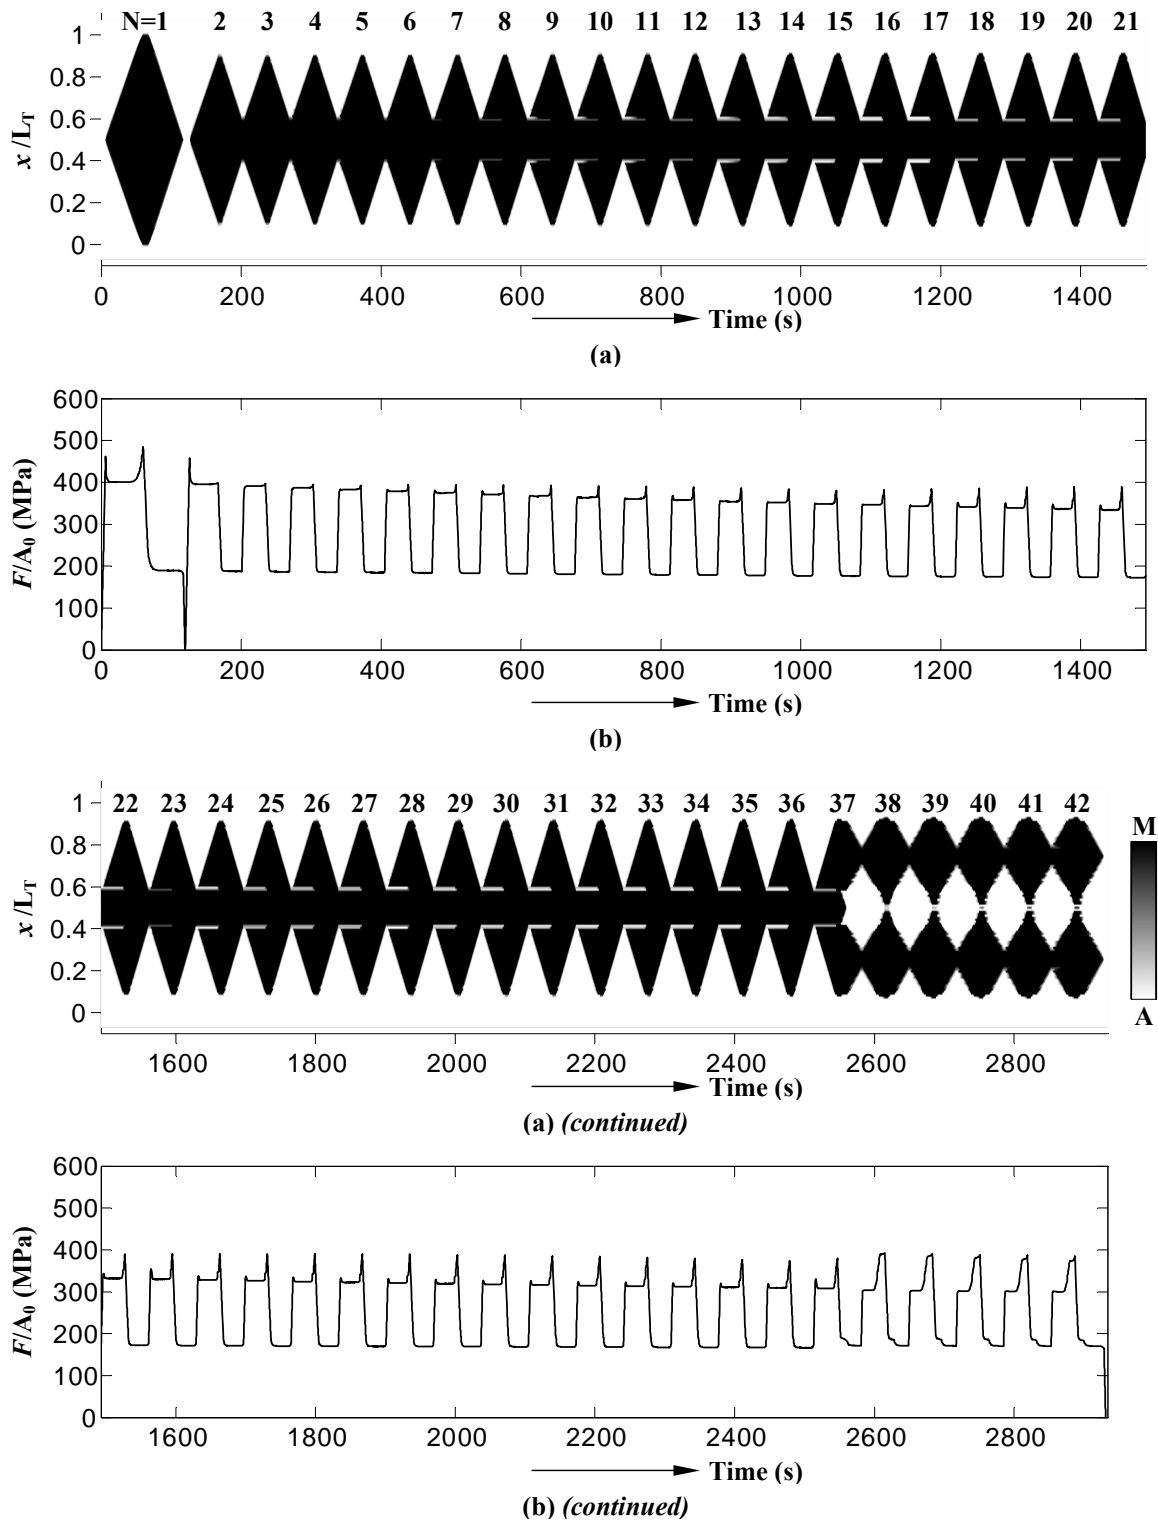 N=1 2 3 4 5 6 7 8 9 10 11 12 13 14 15 16 17 18 19 20 21
1
0.8
0.6
0.4
0.2
0
x/L_T
0 200 400 600 800 1000 1200 1400
Time (s)
(a)
600
500
400
300
200
100
0
F/A₀ (MPa)
0 200 400 600 800 1000 1200 1400
Time (s)
(b)
22 23 24 25 26 27 28 29 30 31 32 33 34 35 36 37 38 39 40 41 42
1
0.8
0.6
0.4
0.2
0
x/L_T
M
A
1600 1800 2000 2200 2400 2600 2800
Time (s)
(a) (continued)
600
500
400
300
200
100
0
F/A₀ (MPa)
1600 1800 2000 2200 2400 2600 2800
Time (s)
(b) (continued)